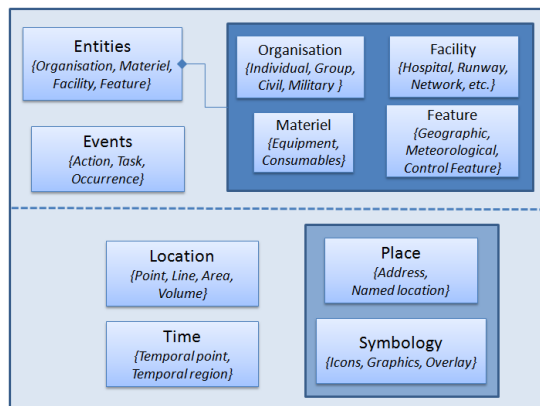 Entities
{Organisation, Materiel,
Facility, Feature}
Events
{Action, Task,
Occurrence}
Organisation
{Individual, Group,
Civil, Military }
Facility
{Hospital, Runway,
Network, etc.}
Materiel
{Equipment,
Consumables}
Feature
{Geographic,
Meteorological,
Control Feature}
Location
{Point, Line, Area,
Volume}
Time
{Temporal point,
Temporal region}
Place
{Address,
Named location}
Symbology
{Icons, Graphics, Overlay}